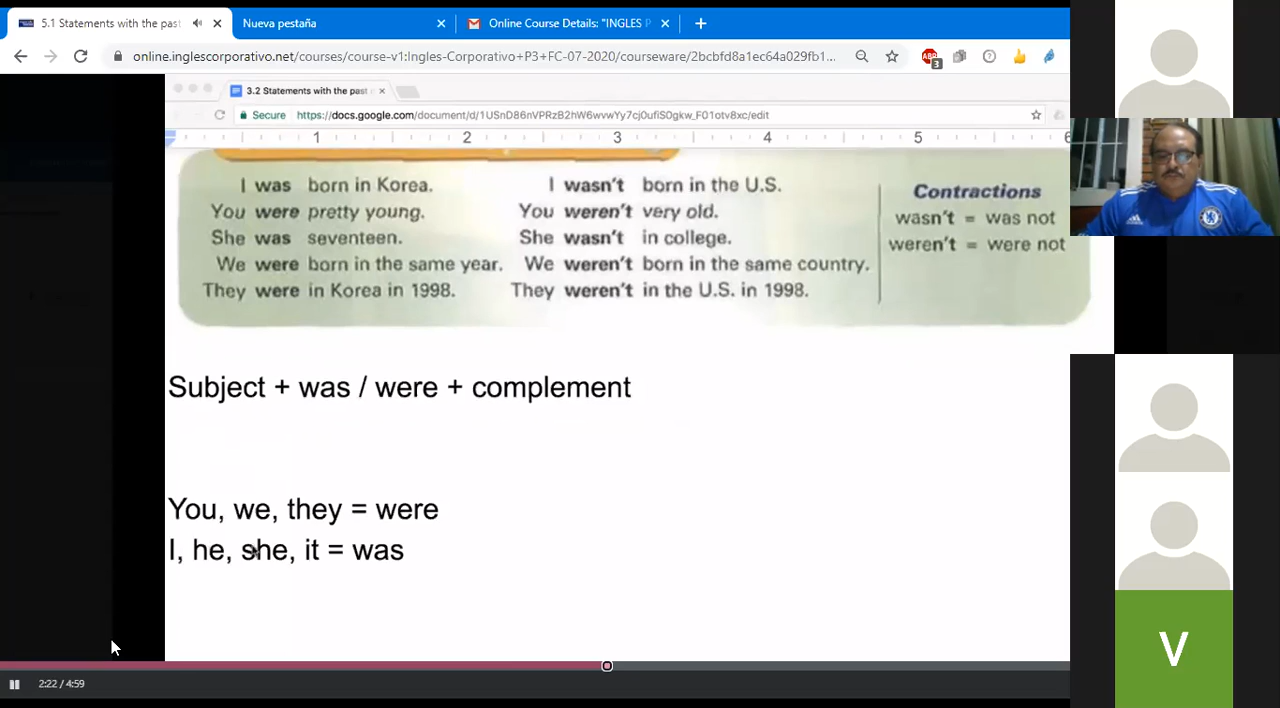 5.1 Statements with the past
Nueva pestaña
Online Course Details: "INGLES P
online.inglescorporativo.net/courses/course-v1:Ingles-Corporativo+P3+FC-07-2020/courseware/2bcbfd8a1ec64a029fb1...
3
3.2 Statements with the past
Secure https://docs.google.com/document/d/1USnD86nVPRzB2hW6wvwYy7cj0ufiS0gkw_F01otv8xc/edit
1 2 3 4 5 6
I was born in Korea. I wasn't born in the U.S.
You were pretty young. You weren't very old.
She was seventeen. She wasn't in college.
We were born in the same year. We weren't born in the same country.
They were in Korea in 1998. They weren't in the U.S. in 1998.
Contractions
wasn't = was not
weren't = were not
Subject + was / were + complement
You, we, they = were
I, he, she, it = was
2:22 / 4:59
V